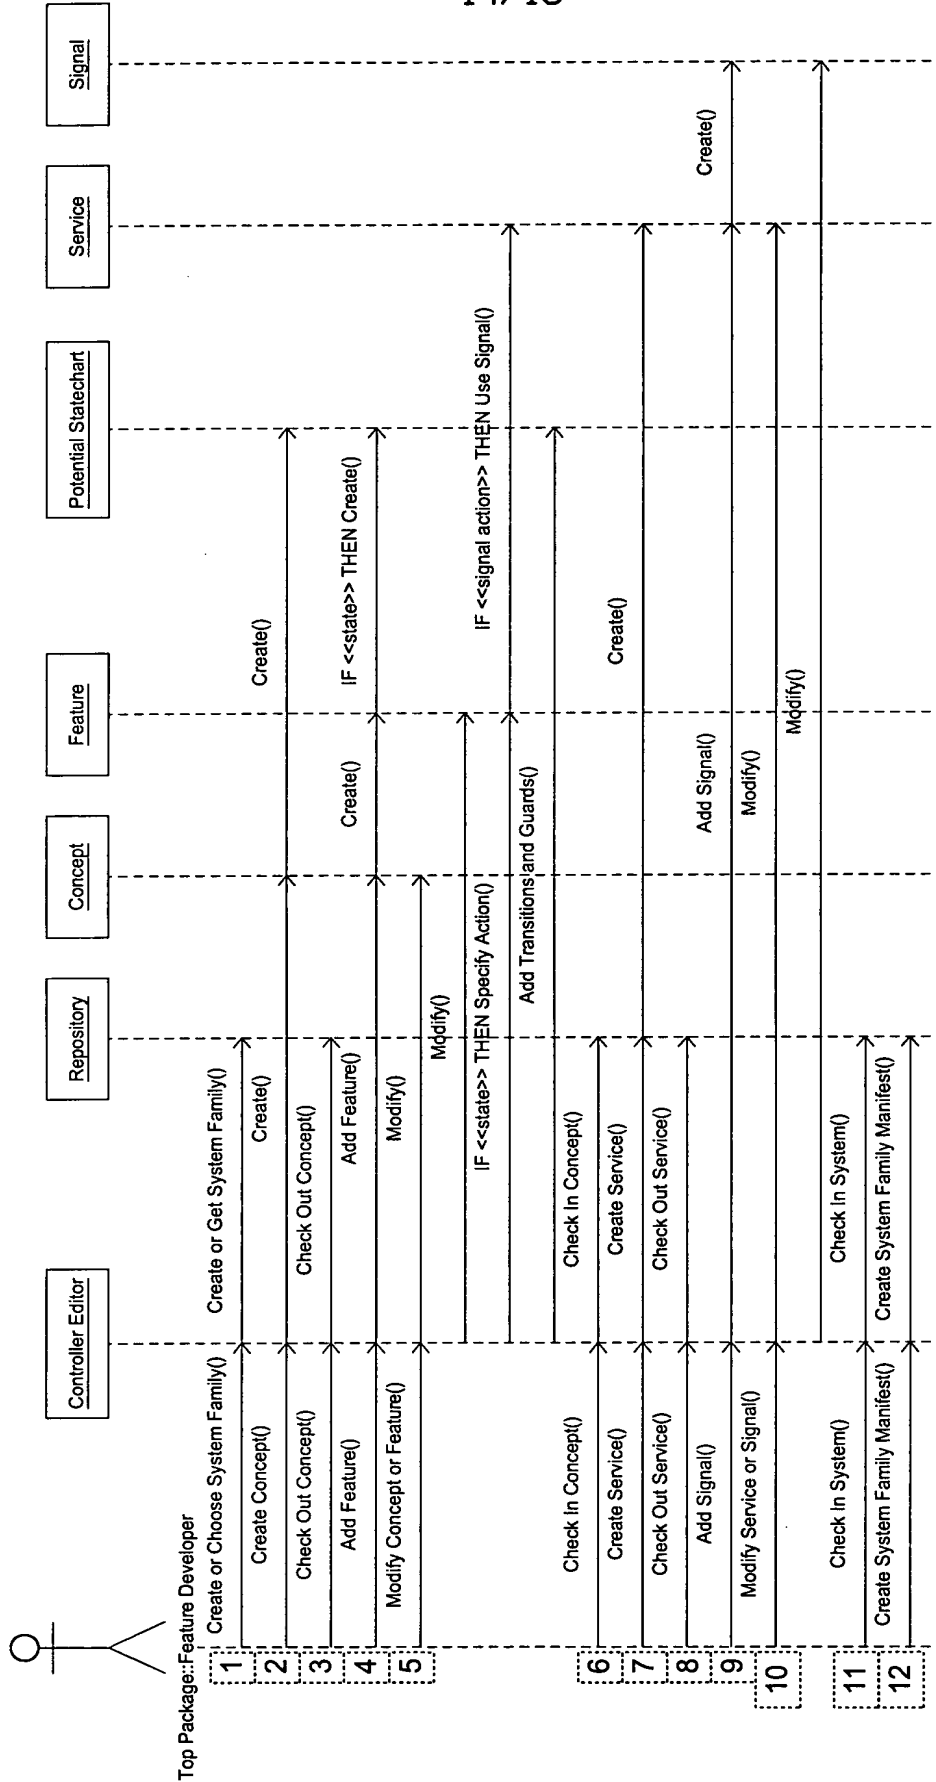 14/16
Top Package::Feature Developer
Controller Editor
Repository
Concept
Feature
Potential Statechart
Service
Signal
1
Create or Choose System Family()
Create or Get System Family()
2
Create Concept()
Create()
Create()
3
Check Out Concept()
Check Out Concept()
4
Add Feature()
Add Feature()
Create()
IF <<state>> THEN Create()
5
Modify Concept or Feature()
Modify()
Modify()
IF <<state>> THEN Specify Action()
IF <<signal action>> THEN Use Signal()
Add Transitions and Guards()
6
Check In Concept()
Check In Concept()
7
Create Service()
Create Service()
Create()
8
Check Out Service()
Check Out Service()
9
Add Signal()
Add Signal()
Create()
10
Modify Service or Signal()
Modify()
Modify()
11
Check In System()
Check In System()
12
Create System Family Manifest()
Create System Family Manifest()